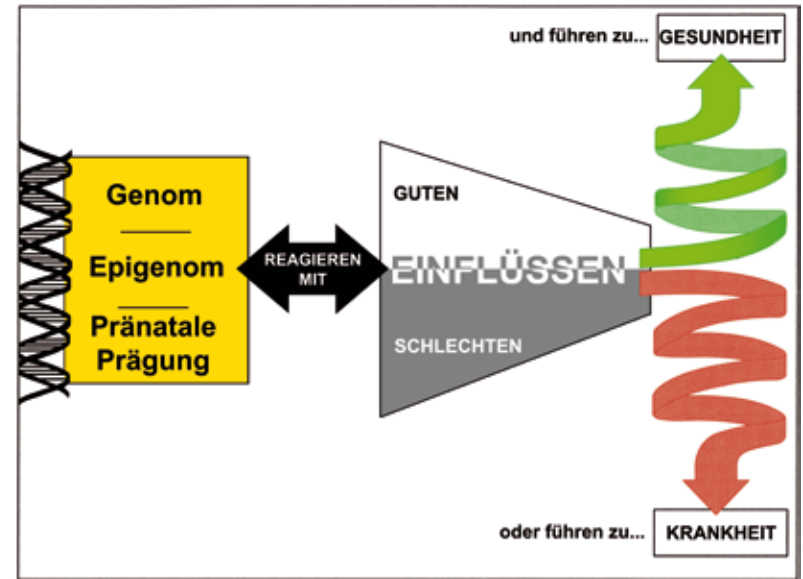 und führen zu... GESUNDHEIT
Genom
Epigenom
Pränatale
Prägung
REAGIEREN
MIT
GUTEN
EINFLÜSSEN
SCHLECHTEN
oder führen zu... KRANKHEIT